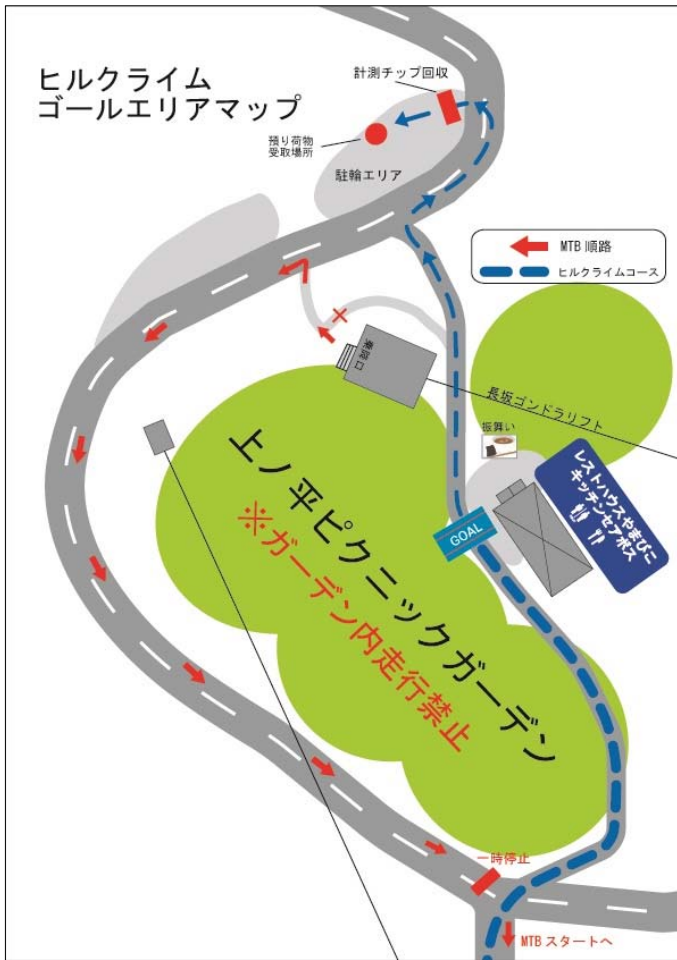 ヒルクライム
ゴールエリアマップ
計測チップ回収
預り荷物
受取場所
駐輪エリア
MTB 順路
ヒルクライムコース
乗降口
長坂ゴンドラリフト
振舞い
レストハウスやまびこ
キッチンセアポス
GOAL
上ノ平ピクニックガーデン
※ガーデン内走行禁止
一時停止
MTB スタートへ